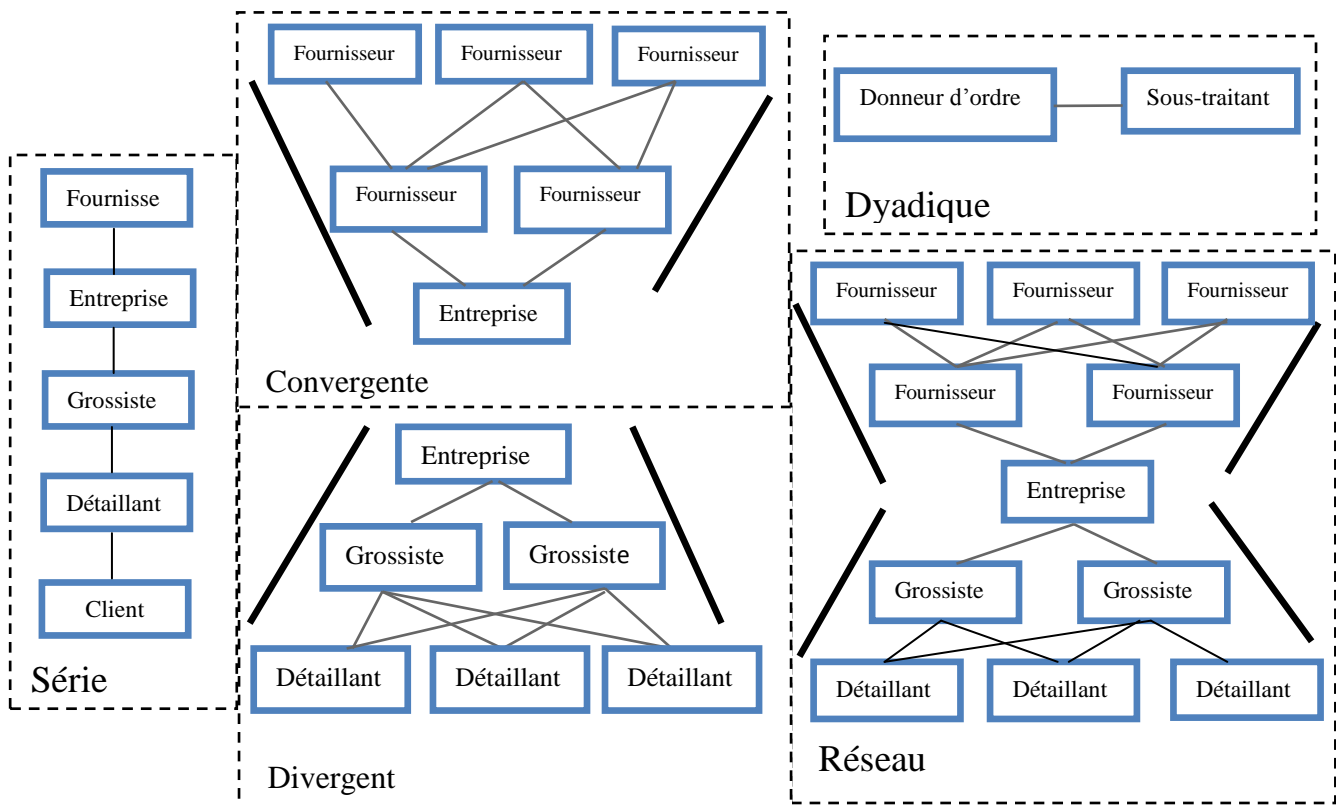 Fournisse
Entreprise
Grossiste
Détaillant
Client
Série
Fournisseur Fournisseur Fournisseur
Fournisseur Fournisseur
Entreprise
Convergente
Entreprise
Grossiste Grossiste
Détaillant Détaillant Détaillant
Divergent
Donneur d’ordre Sous-traitant
Dyadique
Fournisseur Fournisseur Fournisseur
Fournisseur Fournisseur
Entreprise
Grossiste Grossiste
Détaillant Détaillant Détaillant
Réseau